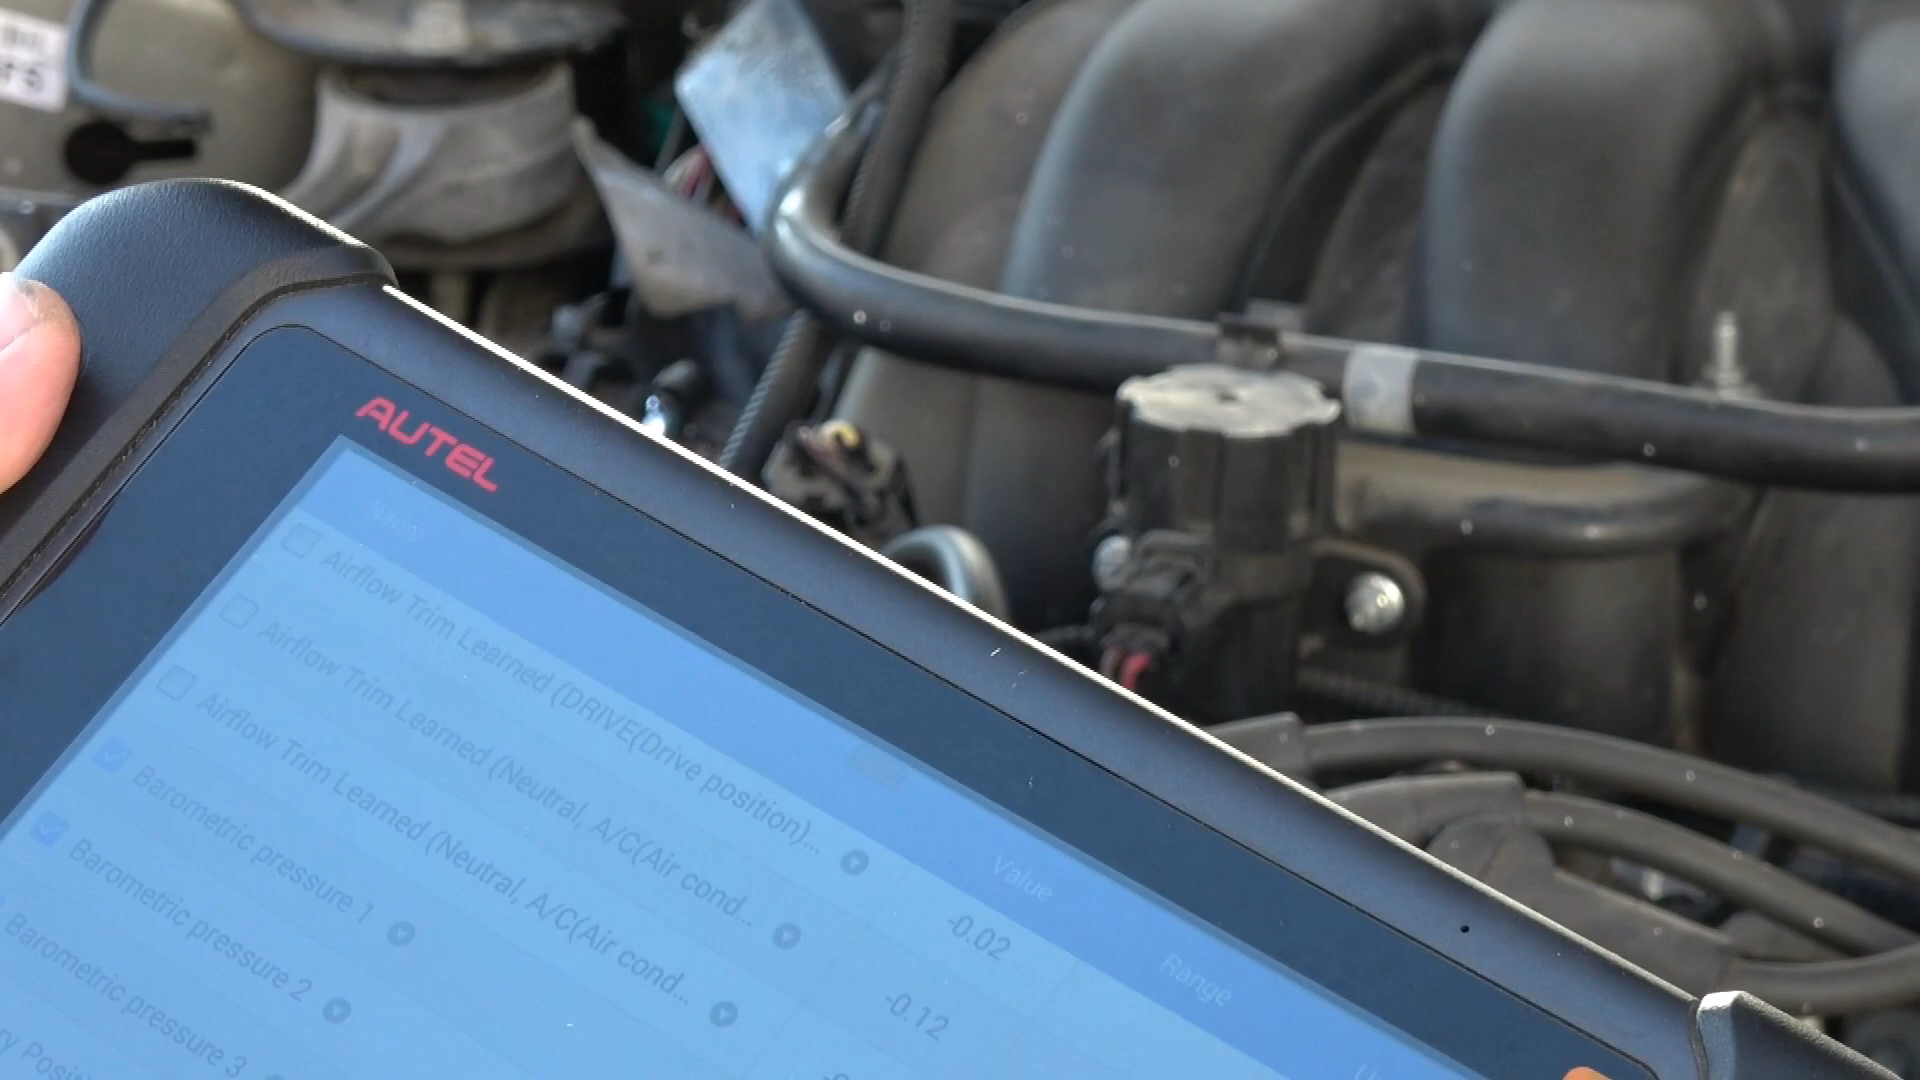 AUTEL
Name Value Range
Airflow Trim Learned (DRIVE(Drive position)... -0.02
Airflow Trim Learned (Neutral, A/C(Air cond... -0.12
Airflow Trim Learned (Neutral, A/C(Air cond...
Barometric pressure 1
Barometric pressure 2
Barometric pressure 3